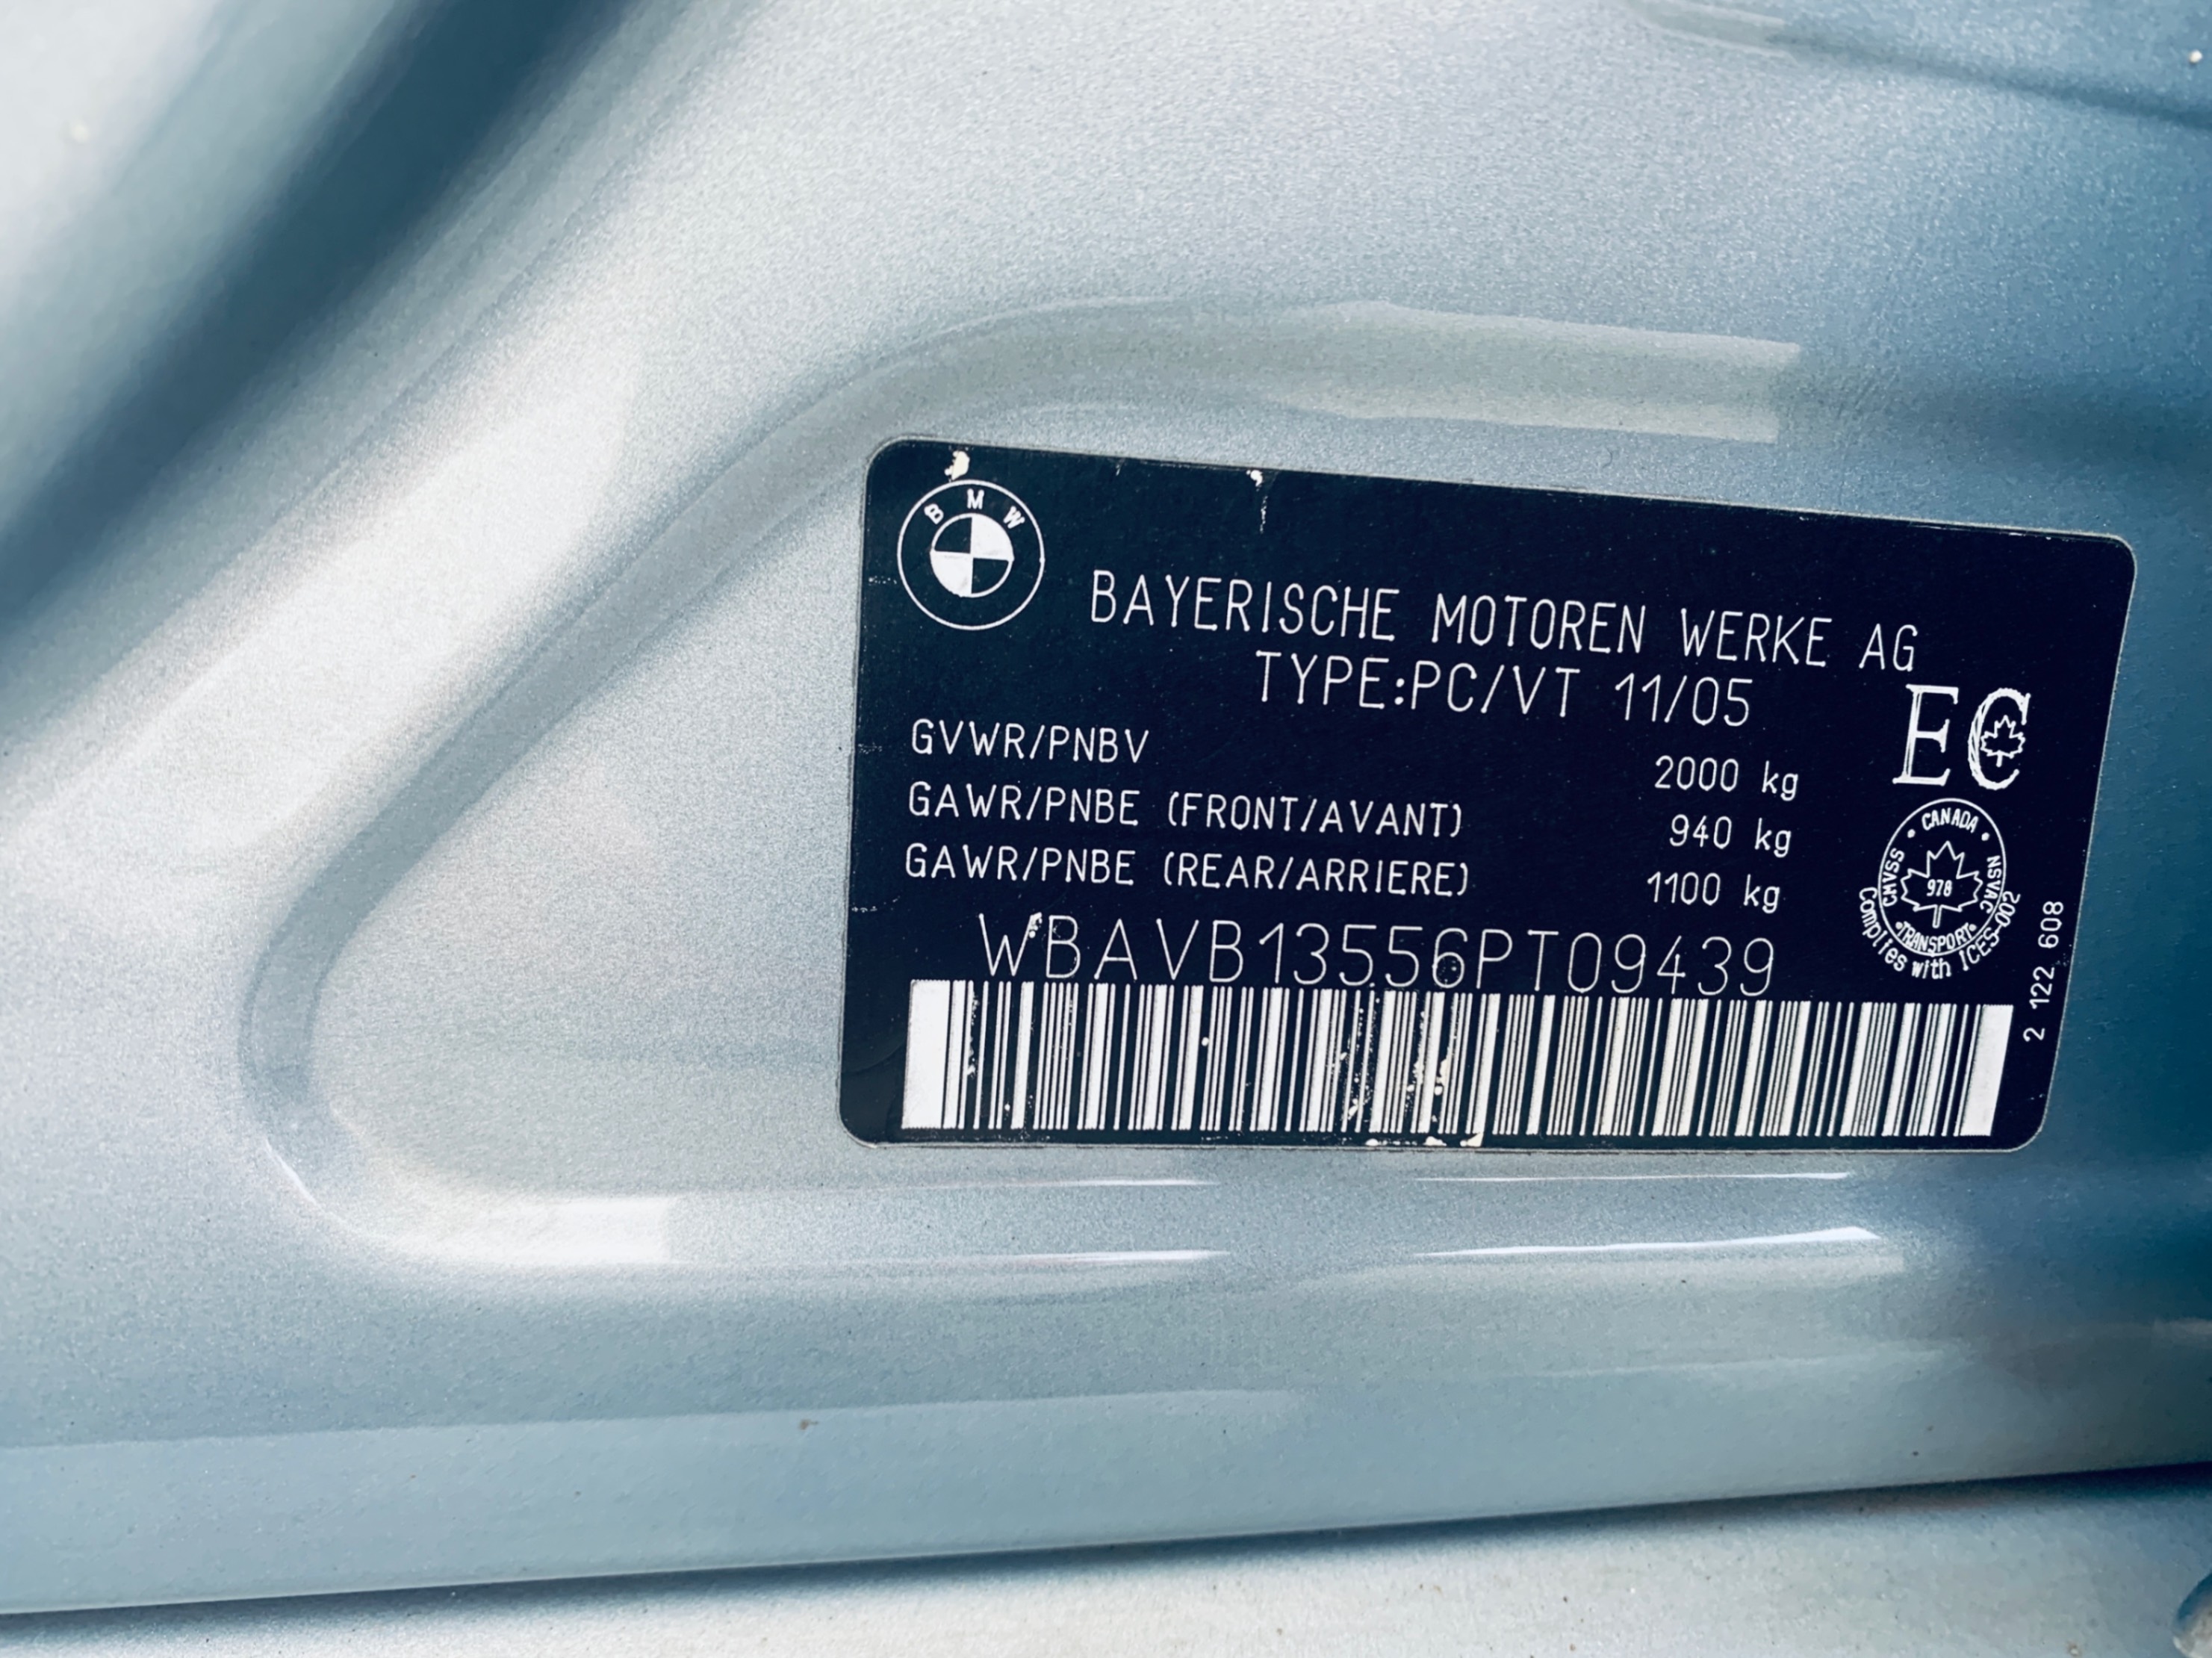 BMW
BAYERISCHE MOTOREN WERKE AG
TYPE:PC/VT 11/05
EC
GVWR/PNBV 2000 kg
GAWR/PNBE (FRONT/AVANT) 940 kg
GAWR/PNBE (REAR/ARRIERE) 1100 kg
CANADA
CMVSS
978
NSVAC
TRANSPORT
Complies with ICES-002
WBAVB13556PT09439
2 122 608